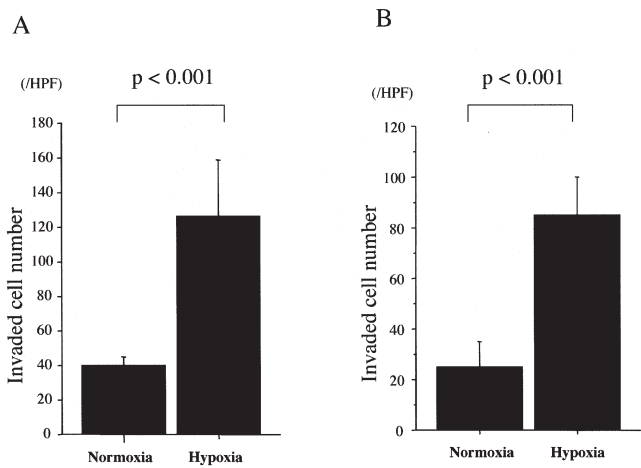 A
(/HPF)
p < 0.001
180
160
140
120
100
80
60
40
20
0
Invaded cell number
Normoxia
Hypoxia
B
(/HPF)
p < 0.001
120
100
80
60
40
20
0
Invaded cell number
Normoxia
Hypoxia